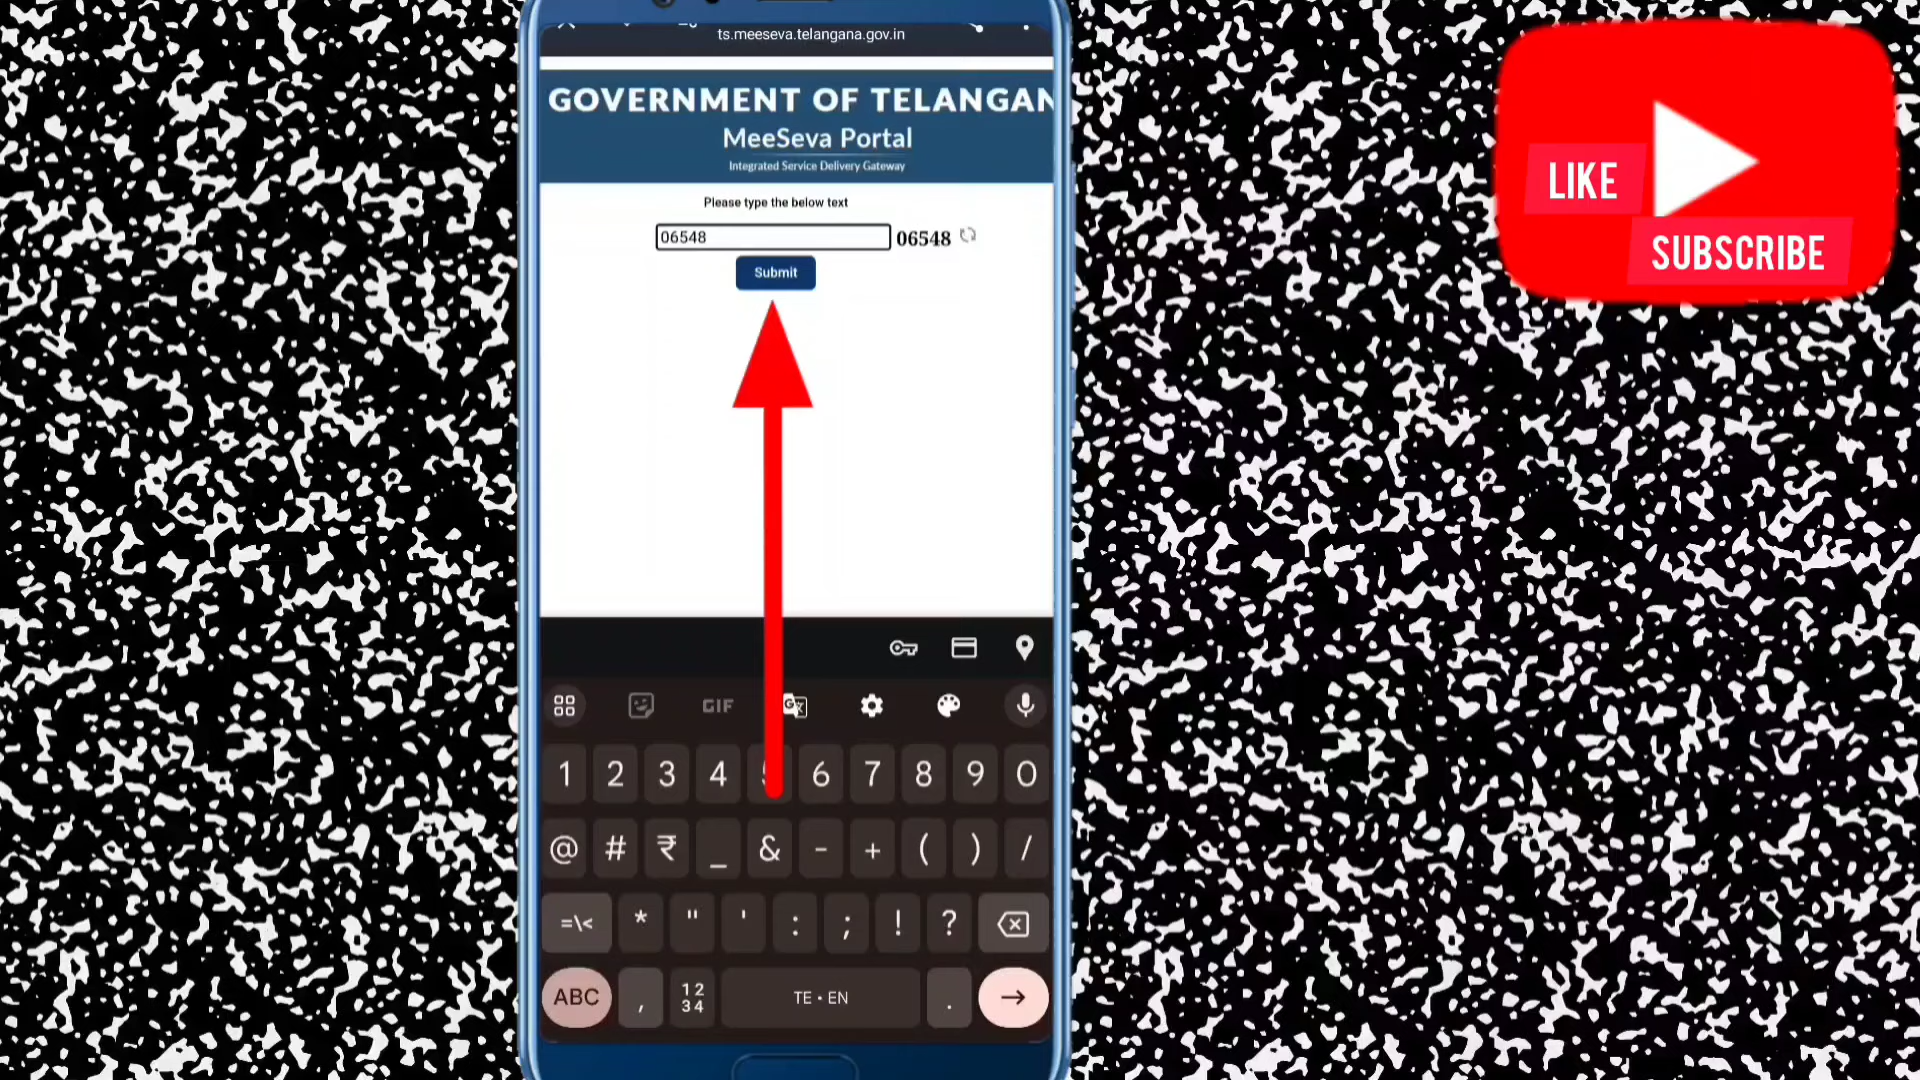 ts.meeseva.telangana.gov.in
GOVERNMENT OF TELANGAN
MeeSeva Portal
Integrated Service Delivery Gateway
Please type the below text
06548 06548
Submit
LIKE
SUBSCRIBE
GIF
1 2 3 4 5 6 7 8 9 0
@ # ₹ _ & - + ( ) /
=\< * " ' : ; ! ?
ABC , 12 34 TE • EN .